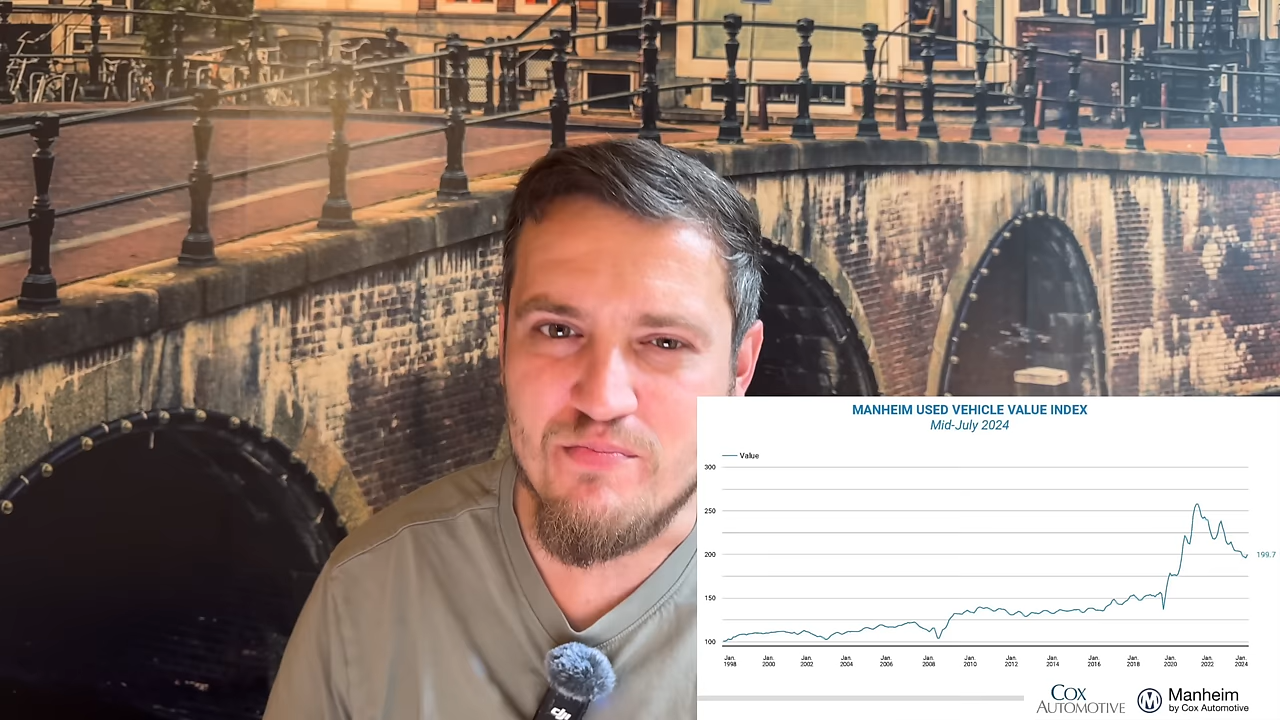 MANHEIM USED VEHICLE VALUE INDEX
Mid-July 2024
Value
300
250
200
150
100
199.7
Jan. Jan. Jan. Jan. Jan. Jan. Jan. Jan. Jan. Jan. Jan. Jan. Jan. Jan.
1998 2000 2002 2004 2006 2008 2010 2012 2014 2016 2018 2020 2022 2024
COX
AUTOMOTIVE
M
Manheim
by Cox Automotive
dji